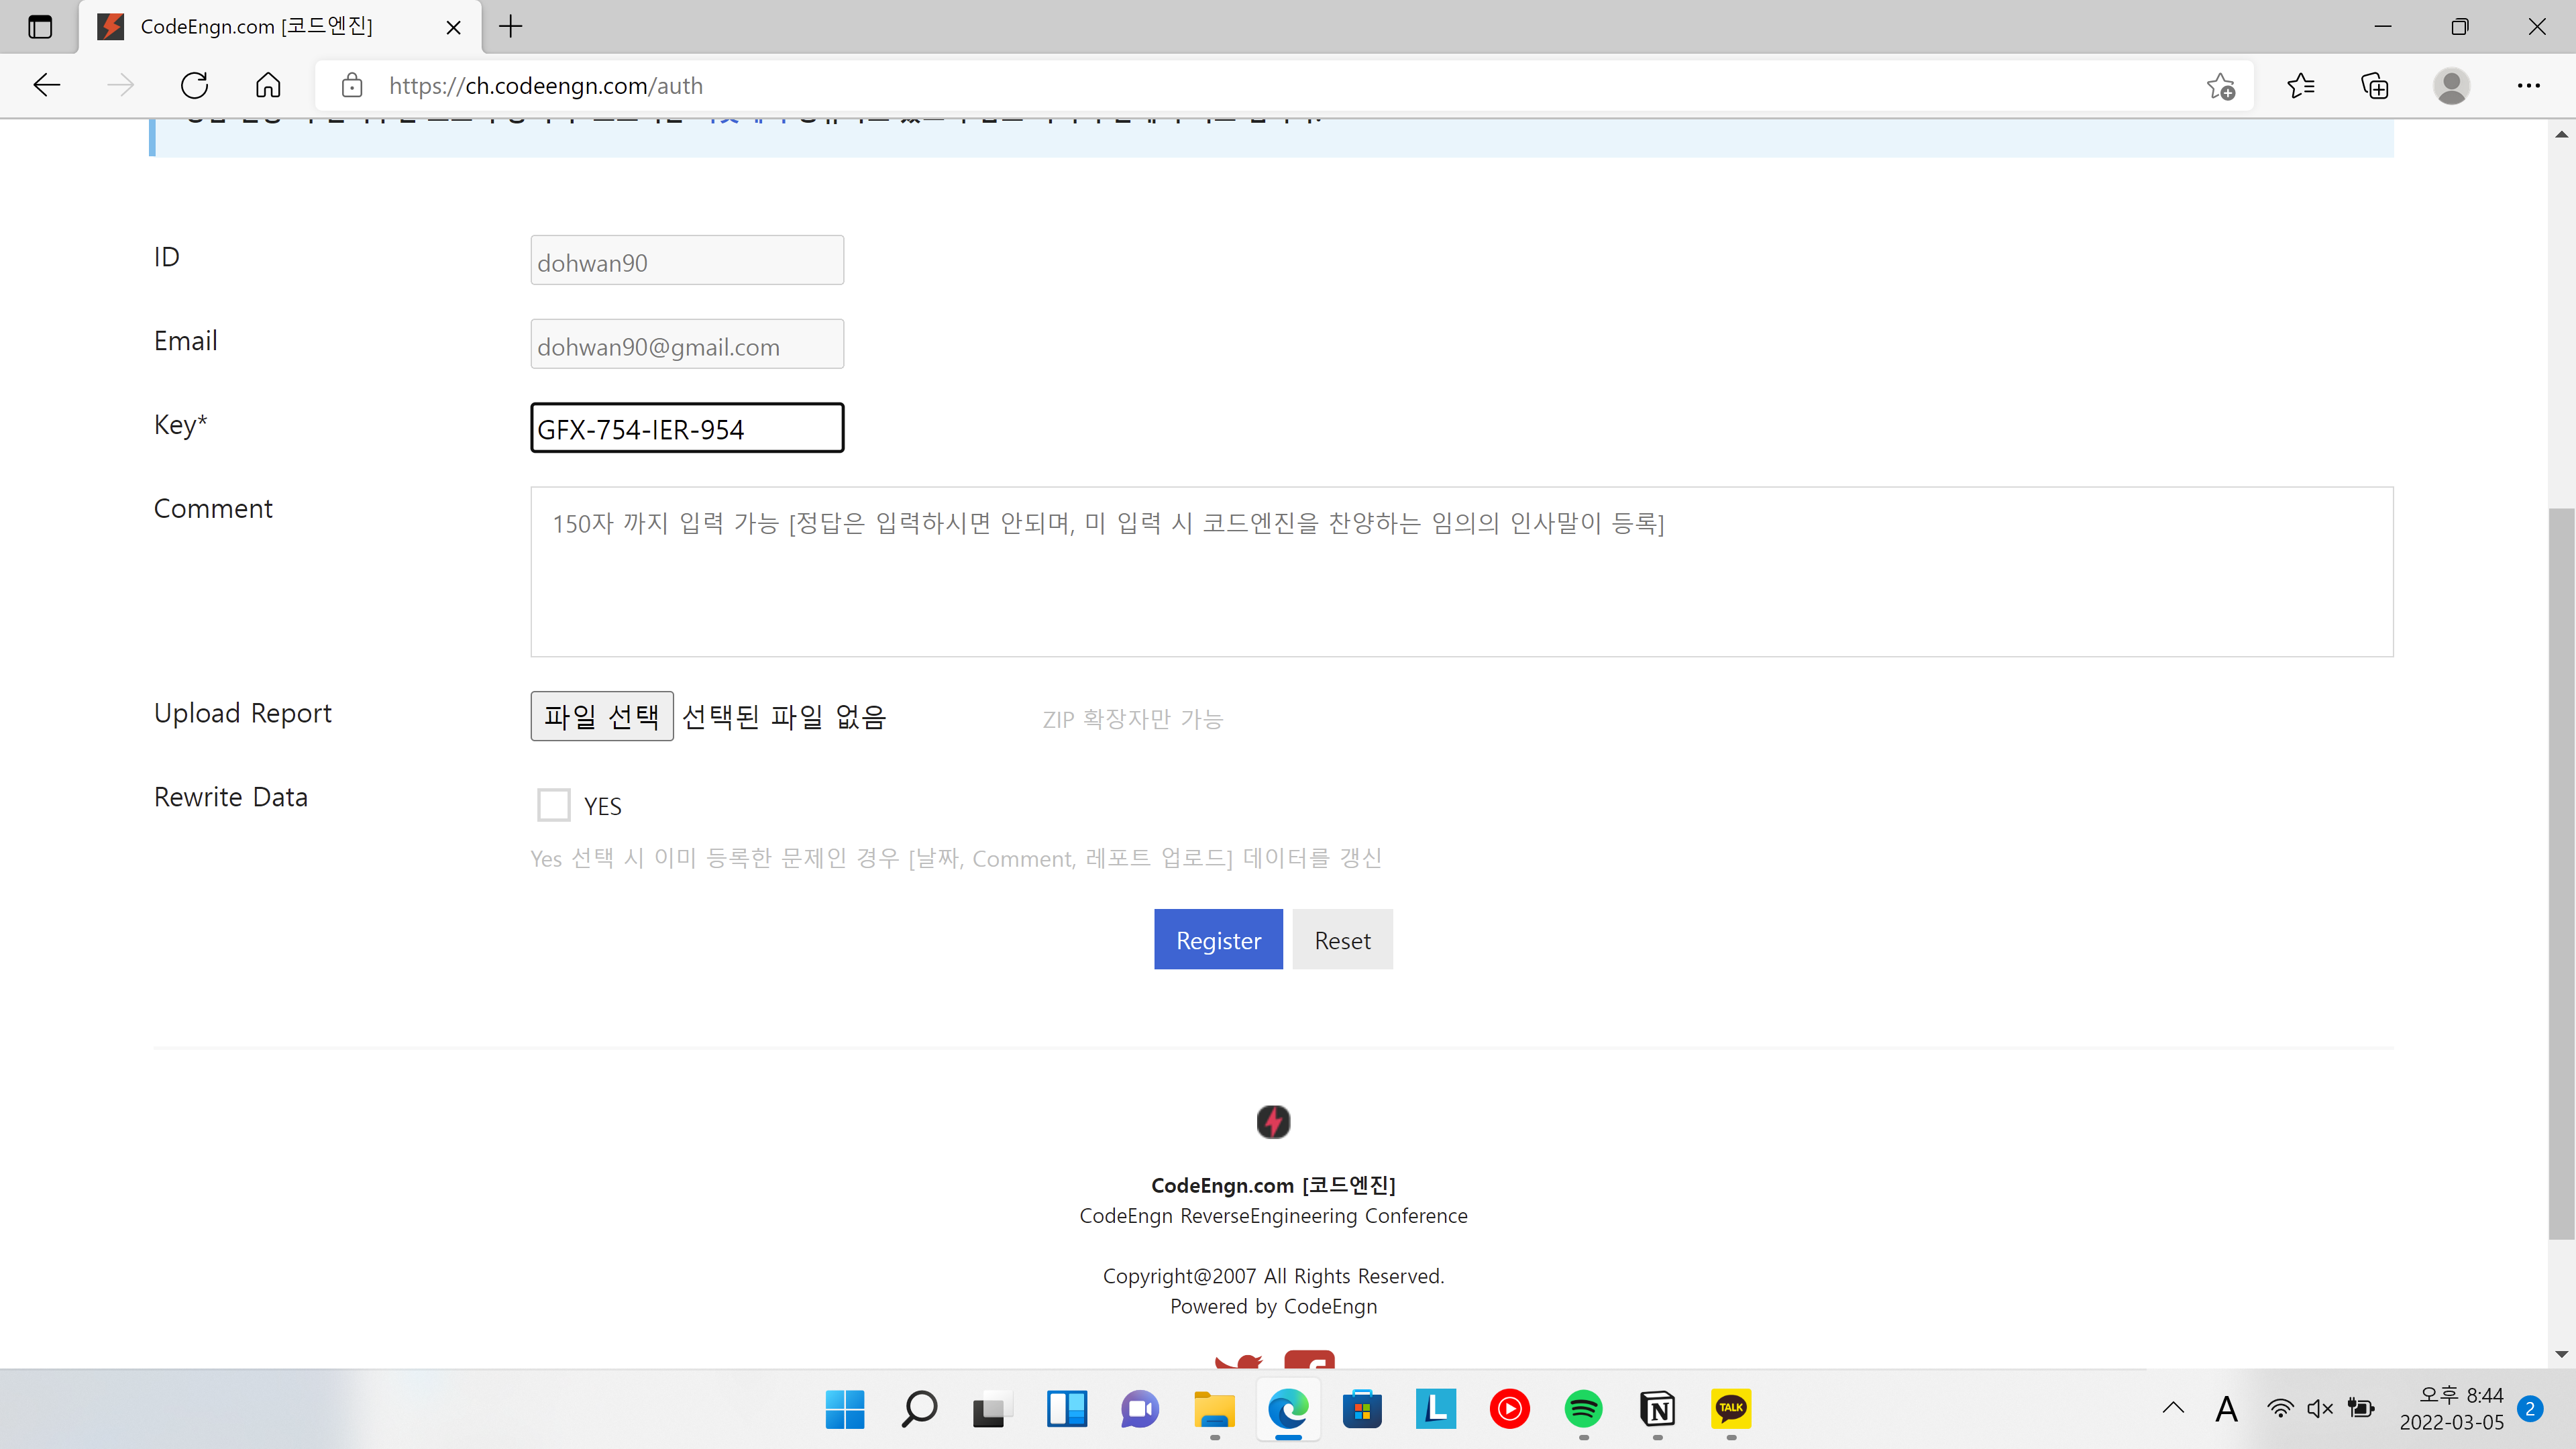 CodeEngn.com [코드엔진]
https://ch.codeengn.com/auth
ID
dohwan90
Email
dohwan90@gmail.com
Key*
GFX-754-IER-954
Comment
150자 까지 입력 가능 [정답은 입력하시면 안되며, 미 입력 시 코드엔진을 찬양하는 임의의 인사말이 등록]
Upload Report
파일 선택 선택된 파일 없음 ZIP 확장자만 가능
Rewrite Data
YES
Yes 선택 시 이미 등록한 문제인 경우 [날짜, Comment, 레포트 업로드] 데이터를 갱신
Register Reset
CodeEngn.com [코드엔진]
CodeEngn ReverseEngineering Conference
Copyright@2007 All Rights Reserved.
Powered by CodeEngn
L
N
TALK
A
오후 8:44
2022-03-05
2